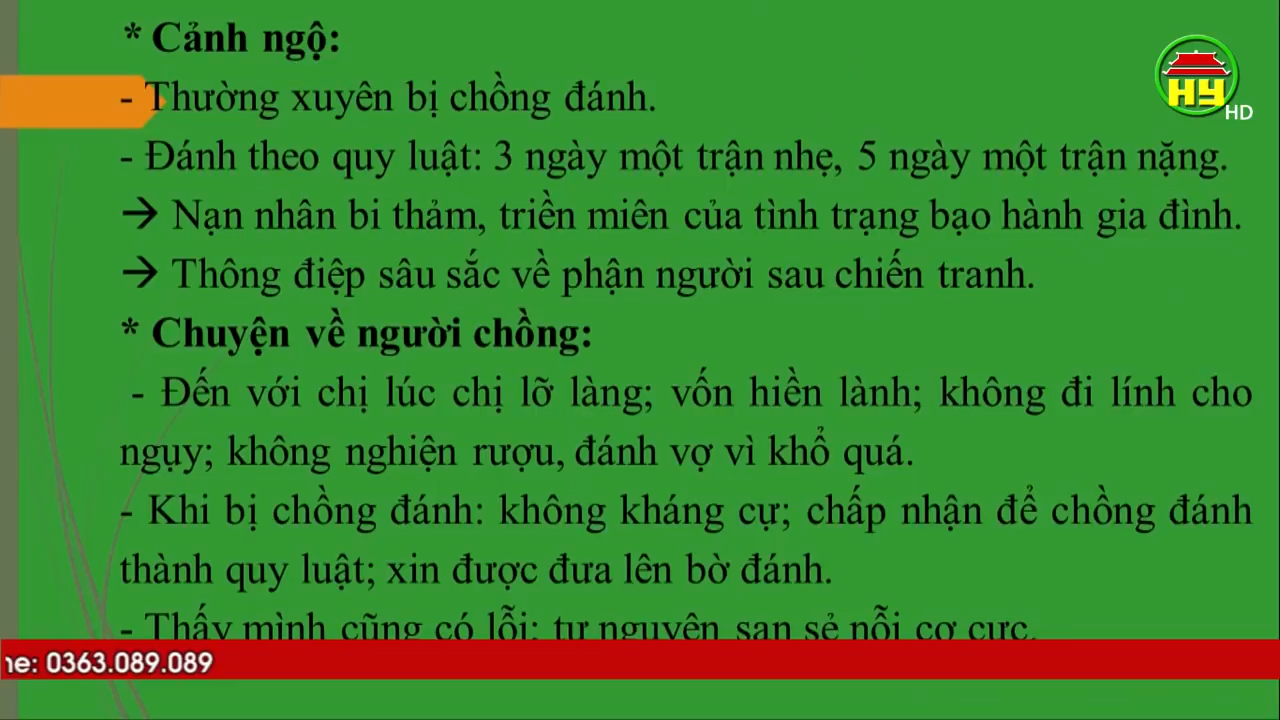 * Cảnh ngộ:
- Thường xuyên bị chồng đánh.
- Đánh theo quy luật: 3 ngày một trận nhẹ, 5 ngày một trận nặng.
→ Nạn nhân bi thảm, triền miên của tình trạng bạo hành gia đình.
→ Thông điệp sâu sắc về phận người sau chiến tranh.
* Chuyện về người chồng:
- Đến với chị lúc chị lỡ làng; vốn hiền lành; không đi lính cho
ngụy; không nghiện rượu, đánh vợ vì khổ quá.
- Khi bị chồng đánh: không kháng cự; chấp nhận để chồng đánh
thành quy luật; xin được đưa lên bờ đánh.
- Thấy mình cũng có lỗi; tự nguyện san sẻ nỗi cơ cực.
HY
HD
ne: 0363.089.089